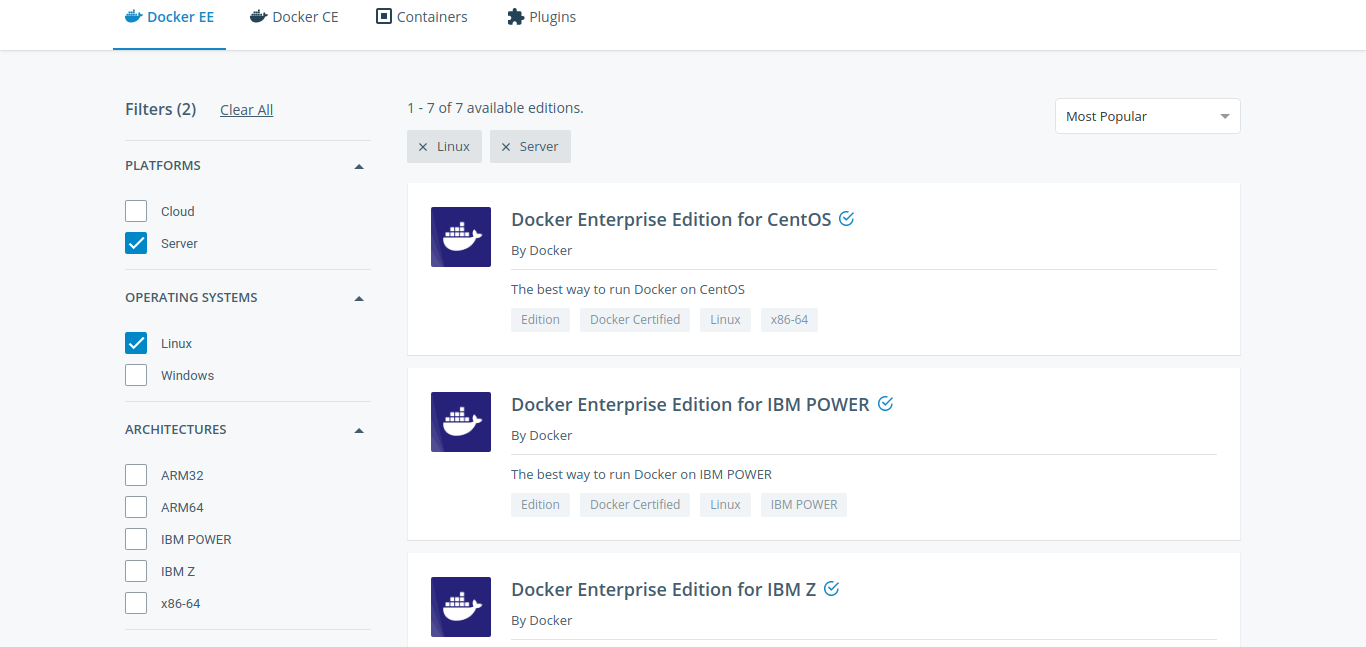 Docker EE Docker CE Containers Plugins
Filters (2) Clear All
PLATFORMS
Cloud
Server
OPERATING SYSTEMS
Linux
Windows
ARCHITECTURES
ARM32
ARM64
IBM POWER
IBM Z
x86-64
1 - 7 of 7 available editions.
Most Popular
Linux Server
Docker Enterprise Edition for CentOS
By Docker
The best way to run Docker on CentOS
Edition Docker Certified Linux x86-64
Docker Enterprise Edition for IBM POWER
By Docker
The best way to run Docker on IBM POWER
Edition Docker Certified Linux IBM POWER
Docker Enterprise Edition for IBM Z
By Docker